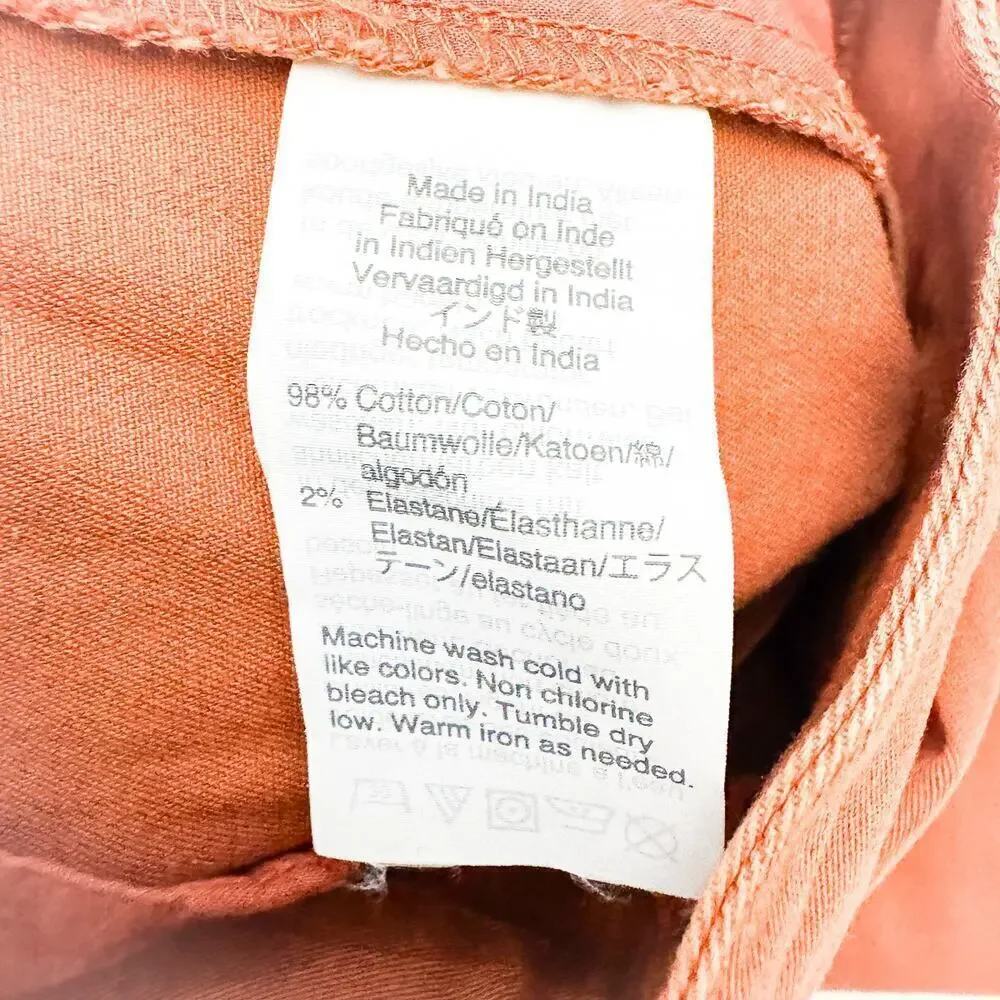 Made in India
Fabriqué en Inde
in Indien Hergestellt
Vervaardigd in India
インド製
Hecho en India
98% Cotton/Coton/
Baumwolle/Katoen/綿/
algodón
2% Elastane/Élasthanne/
Elastan/Elastaan/エラス
テーン/elastano
Machine wash cold with
like colors. Non chlorine
bleach only. Tumble dry
low. Warm iron as needed.